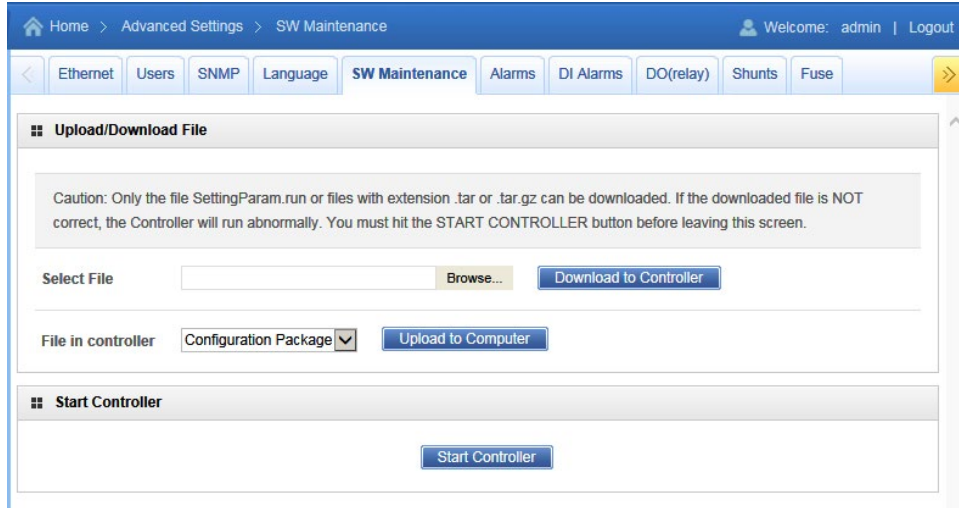 Home > Advanced Settings > SW Maintenance Welcome: admin | Logout
Ethernet Users SNMP Language SW Maintenance Alarms DI Alarms DO(relay) Shunts Fuse
Upload/Download File
Caution: Only the file SettingParam.run or files with extension .tar or .tar.gz can be downloaded. If the downloaded file is NOT
correct, the Controller will run abnormally. You must hit the START CONTROLLER button before leaving this screen.
Select File Browse... Download to Controller
File in controller Configuration Package Upload to Computer
Start Controller
Start Controller